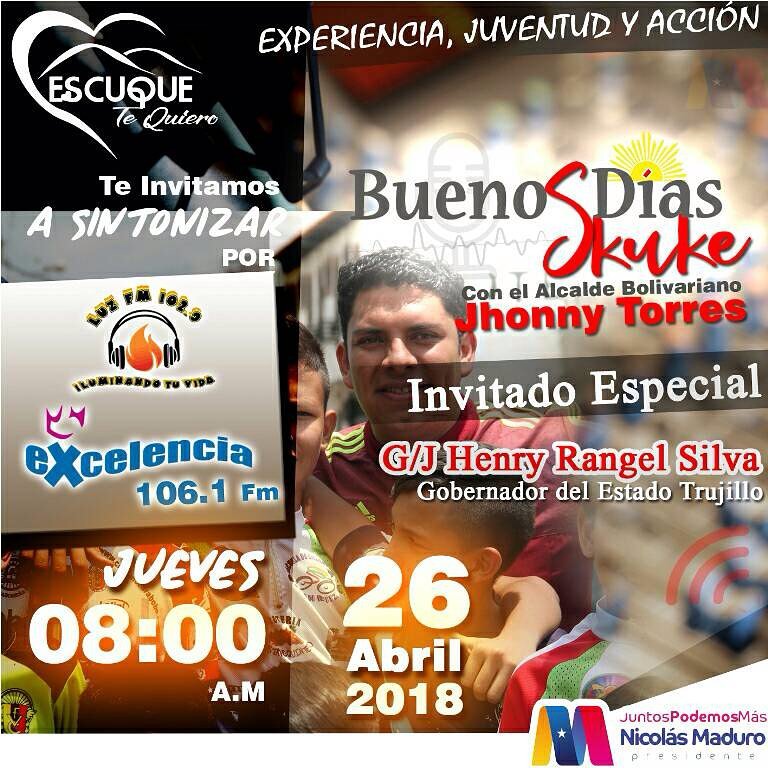 EXPERIENCIA, JUVENTUD Y ACCIÓN
ESCUQUE
Te Quiero
Te Invitamos
A SINTONIZAR
POR
LUZ FM 102.9
ILUMINANDO TU VIDA
eXcelencia
106.1 Fm
BuenoSDías
Skuke
Con el Alcalde Bolivariano
Jhonny Torres
Invitado Especial
G/J Henry Rangel Silva
Gobernador del Estado Trujillo
JUEVES
08:00
A.M
26
Abril
2018
JuntosPodemosMás
Nicolás Maduro
presidente